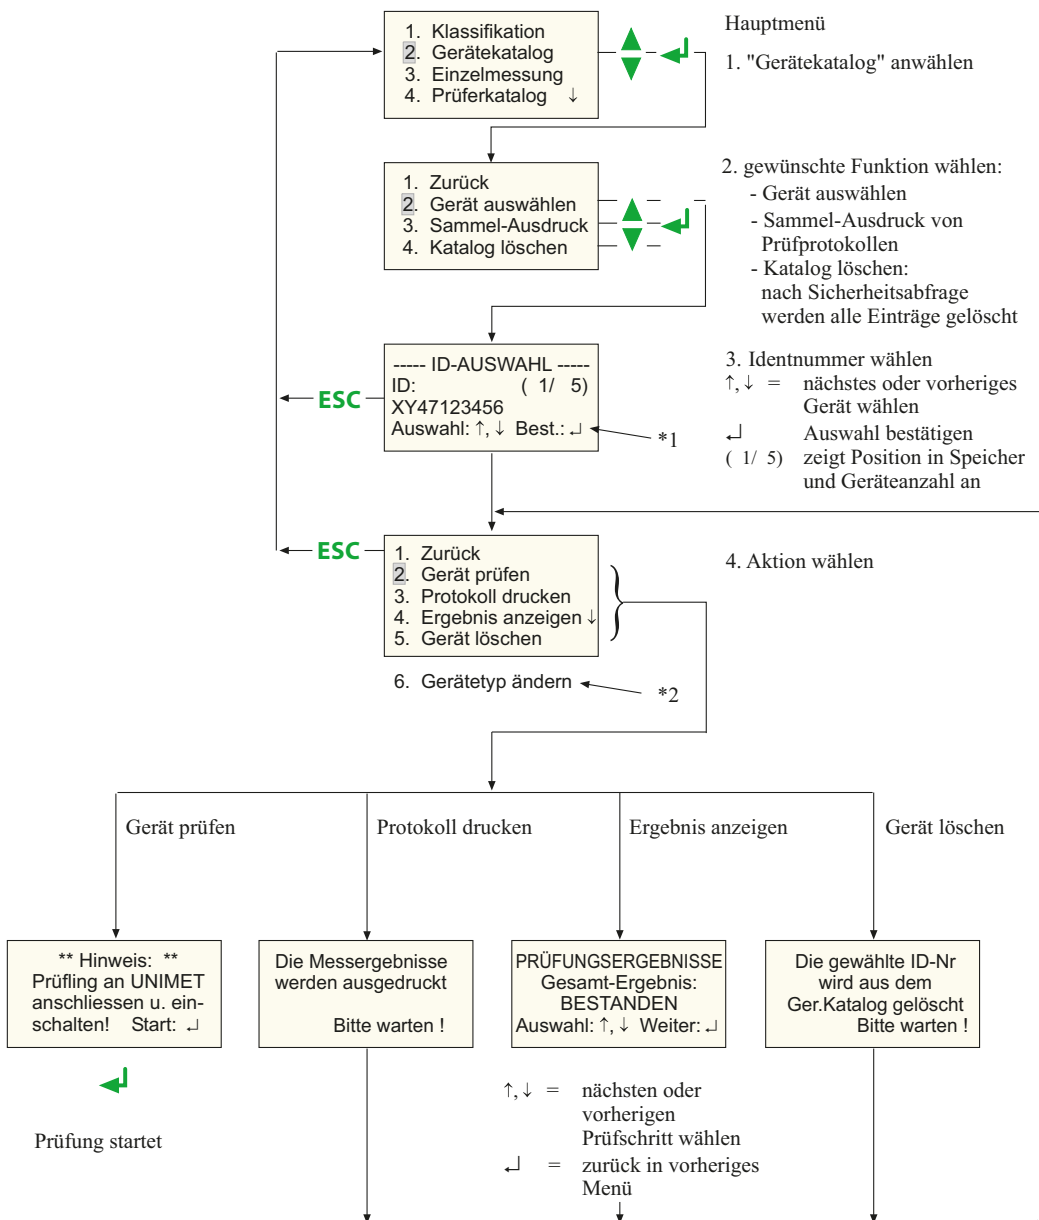 1. Klassifikation
2. Gerätekatalog
3. Einzelmessung
4. Prüferkatalog ↓
Hauptmenü
1. "Gerätekatalog" anwählen
1. Zurück
2. Gerät auswählen
3. Sammel-Ausdruck
4. Katalog löschen
2. gewünschte Funktion wählen:
- Gerät auswählen
- Sammel-Ausdruck von
Prüfprotokollen
- Katalog löschen:
nach Sicherheitsabfrage
werden alle Einträge gelöscht
----- ID-AUSWAHL -----
ID: ( 1/ 5)
XY47123456
Auswahl: ↑,↓ Best.: ↵
ESC
*1
3. Identnummer wählen
↑,↓ = nächstes oder vorheriges
Gerät wählen
↵ Auswahl bestätigen
( 1/ 5) zeigt Position in Speicher
und Geräteanzahl an
ESC
1. Zurück
2. Gerät prüfen
3. Protokoll drucken
4. Ergebnis anzeigen ↓
5. Gerät löschen
6. Gerätetyp ändern
*2
4. Aktion wählen
Gerät prüfen
Protokoll drucken
Ergebnis anzeigen
Gerät löschen
** Hinweis: **
Prüfling an UNIMET
anschliessen u. ein-
schalten! Start: ↵
Prüfung startet
Die Messergebnisse
werden ausgedruckt
Bitte warten !
PRÜFUNGSERGEBNISSE
Gesamt-Ergebnis:
BESTANDEN
Auswahl: ↑,↓ Weiter: ↵
↑,↓ = nächsten oder
vorherigen
Prüfschritt wählen
↵ = zurück in vorheriges
Menü
Die gewählte ID-Nr
wird aus dem
Ger.Katalog gelöscht
Bitte warten !